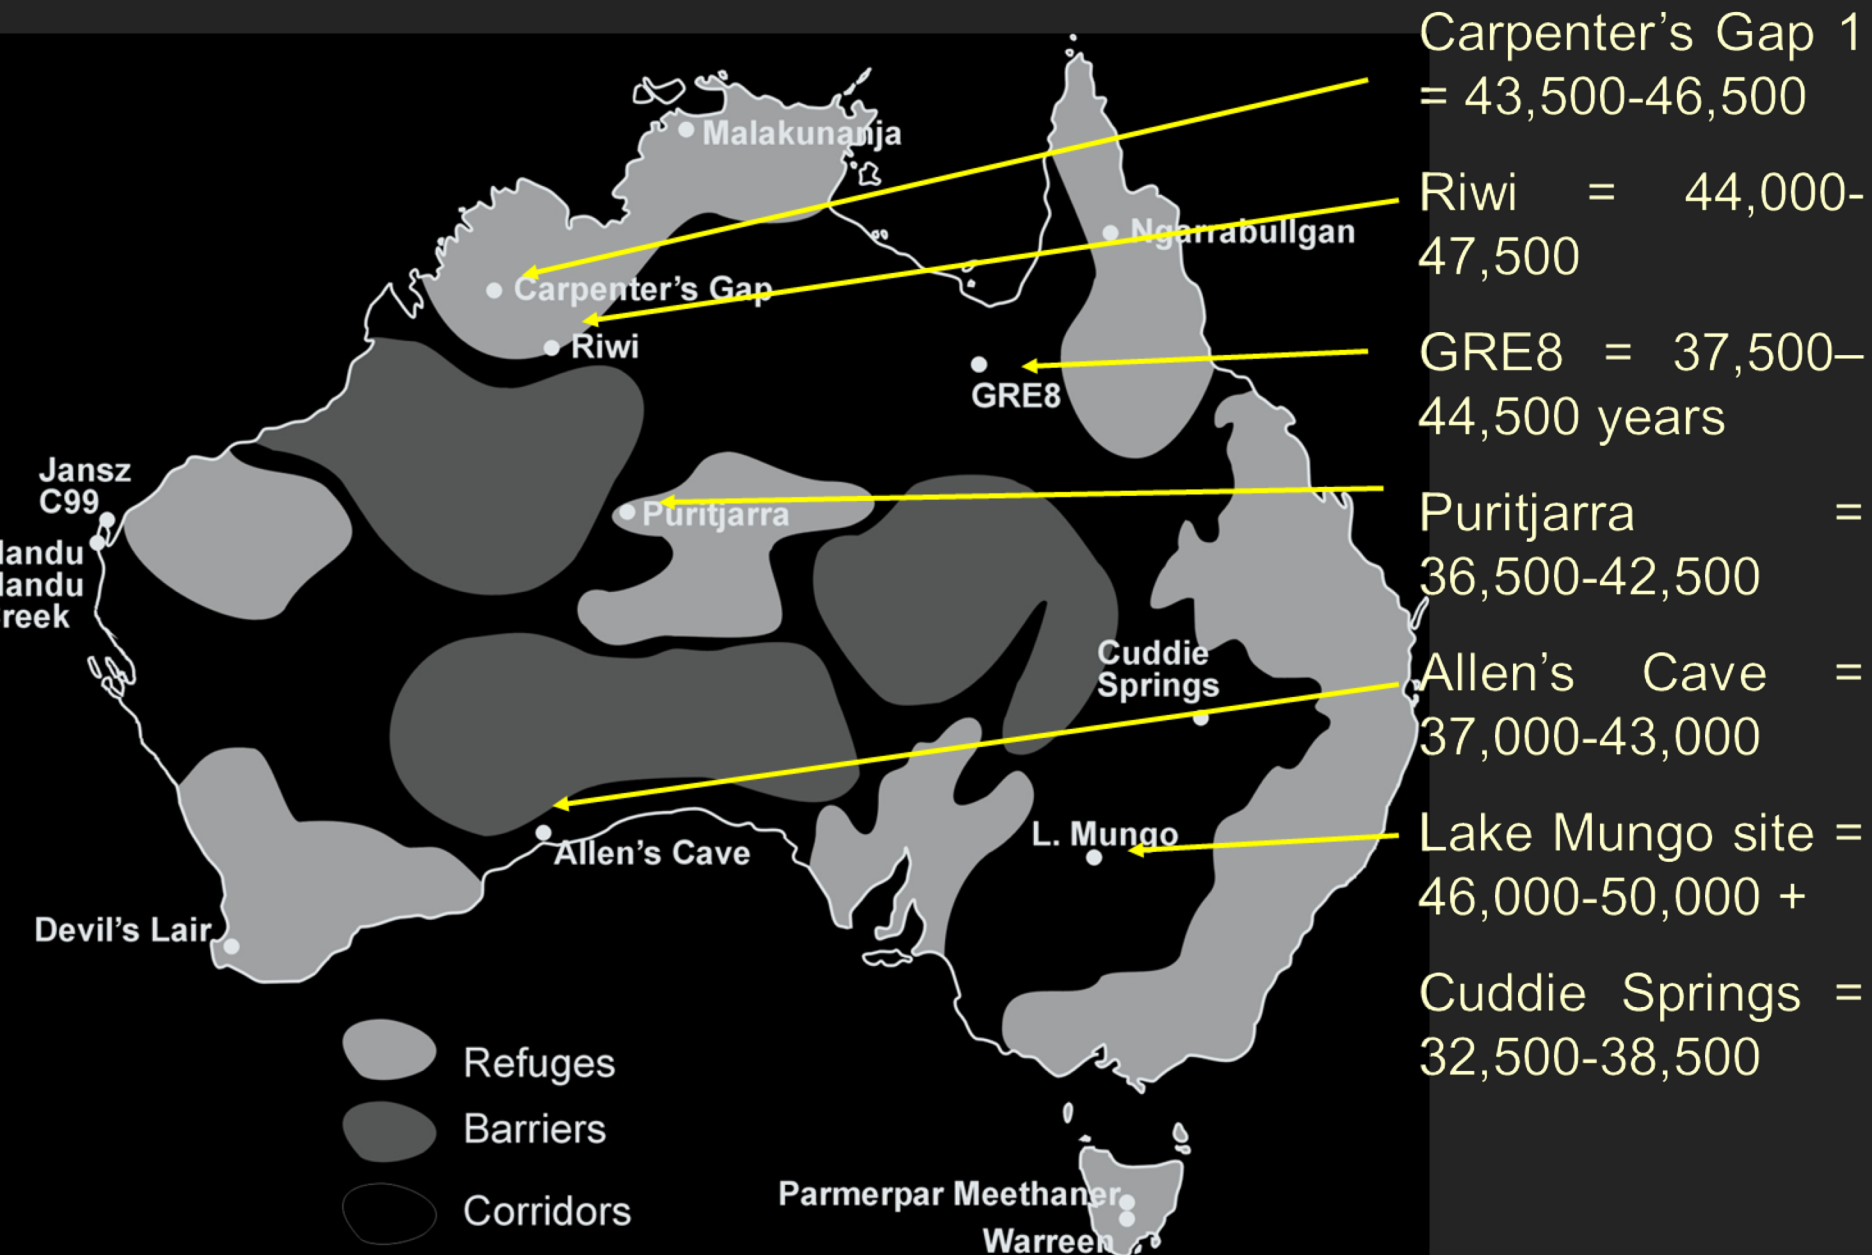 Carpenter’s Gap 1
= 43,500-46,500
Riwi = 44,000-
47,500
GRE8 = 37,500–
44,500 years
Puritjarra =
36,500-42,500
Allen’s Cave =
37,000-43,000
Lake Mungo site =
46,000-50,000 +
Cuddie Springs =
32,500-38,500
Malakunanja
Ngarrabullgan
Carpenter’s Gap
Riwi
GRE8
Jansz
C99
Puritjarra
landu
landu
reek
Cuddie
Springs
L. Mungo
Allen’s Cave
Devil’s Lair
Refuges
Barriers
Corridors
Parmerpar Meethaner
Warreen